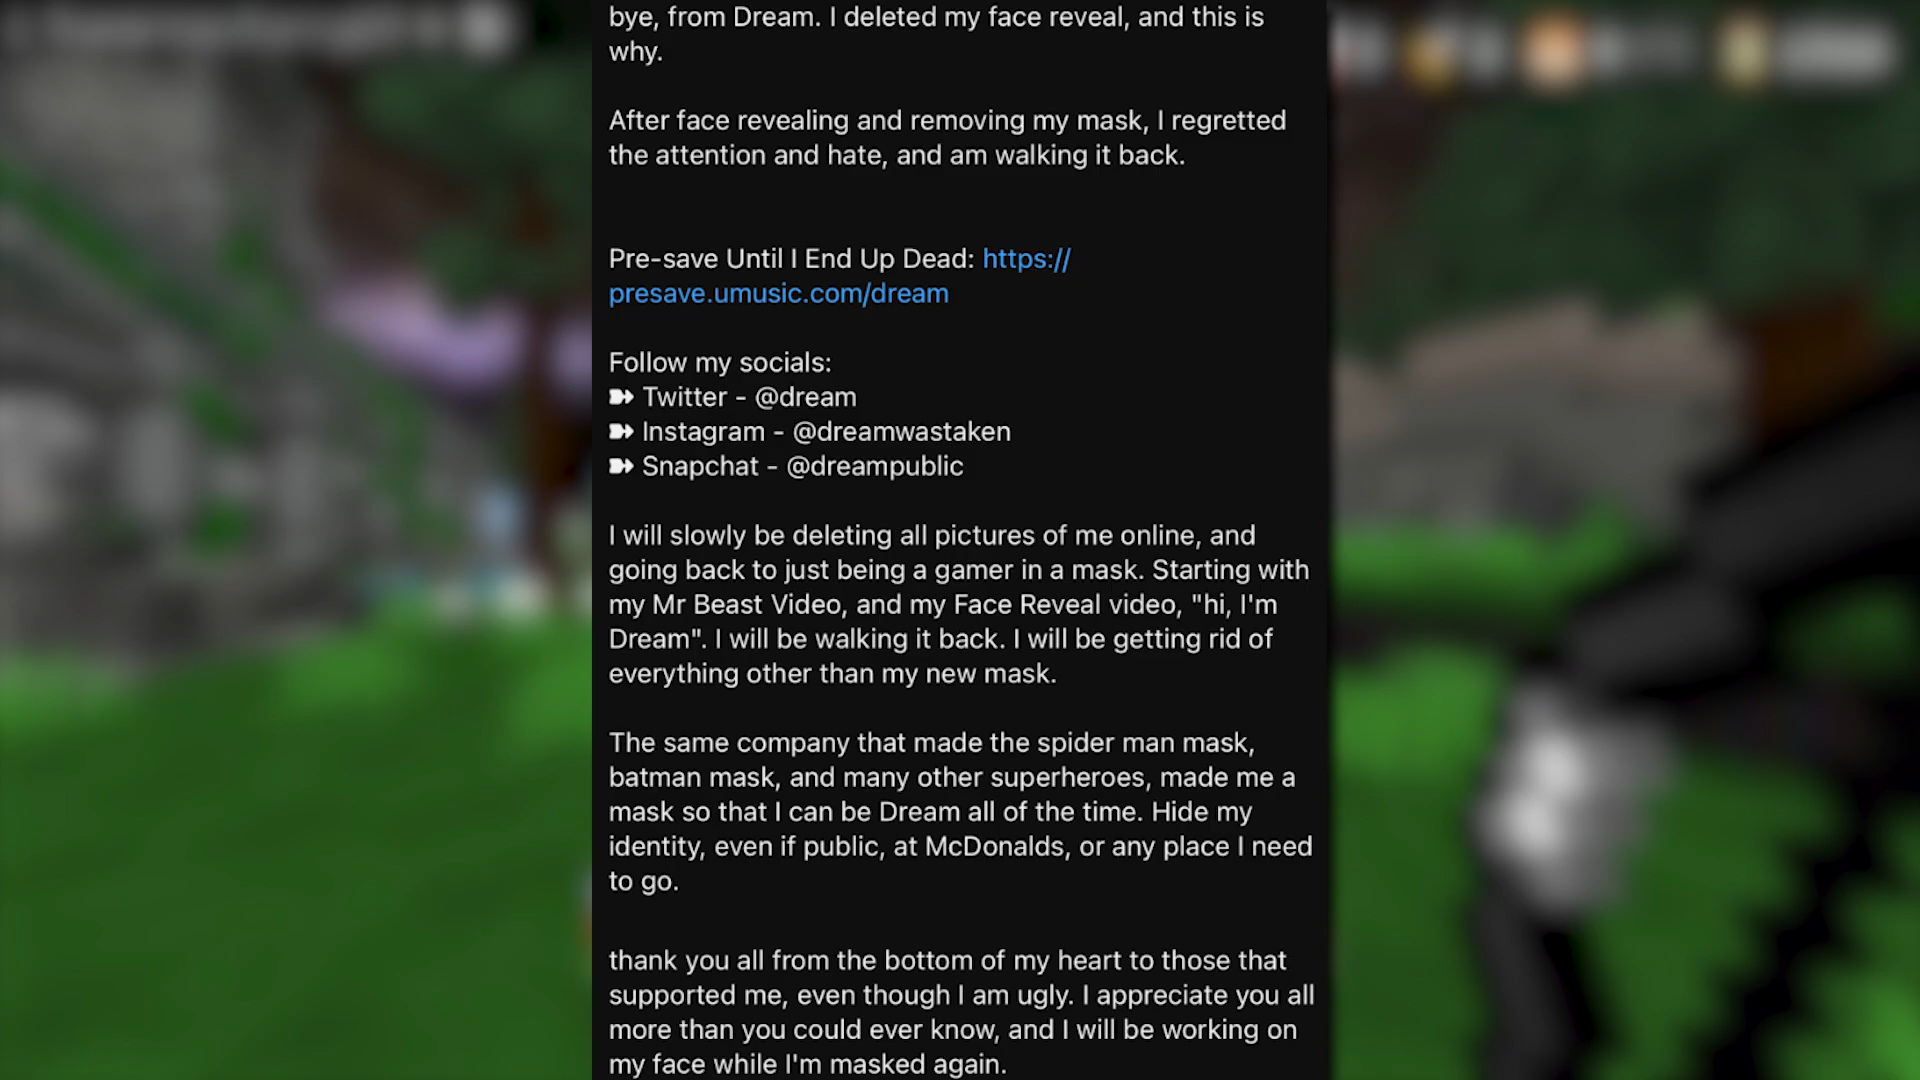 bye, from Dream. I deleted my face reveal, and this is
why.
After face revealing and removing my mask, I regretted
the attention and hate, and am walking it back.
Pre-save Until I End Up Dead: https://
presave.umusic.com/dream
Follow my socials:
➽ Twitter - @dream
➽ Instagram - @dreamwastaken
➽ Snapchat - @dreampublic
I will slowly be deleting all pictures of me online, and
going back to just being a gamer in a mask. Starting with
my Mr Beast Video, and my Face Reveal video, "hi, I'm
Dream". I will be walking it back. I will be getting rid of
everything other than my new mask.
The same company that made the spider man mask,
batman mask, and many other superheroes, made me a
mask so that I can be Dream all of the time. Hide my
identity, even if public, at McDonalds, or any place I need
to go.
thank you all from the bottom of my heart to those that
supported me, even though I am ugly. I appreciate you all
more than you could ever know, and I will be working on
my face while I'm masked again.